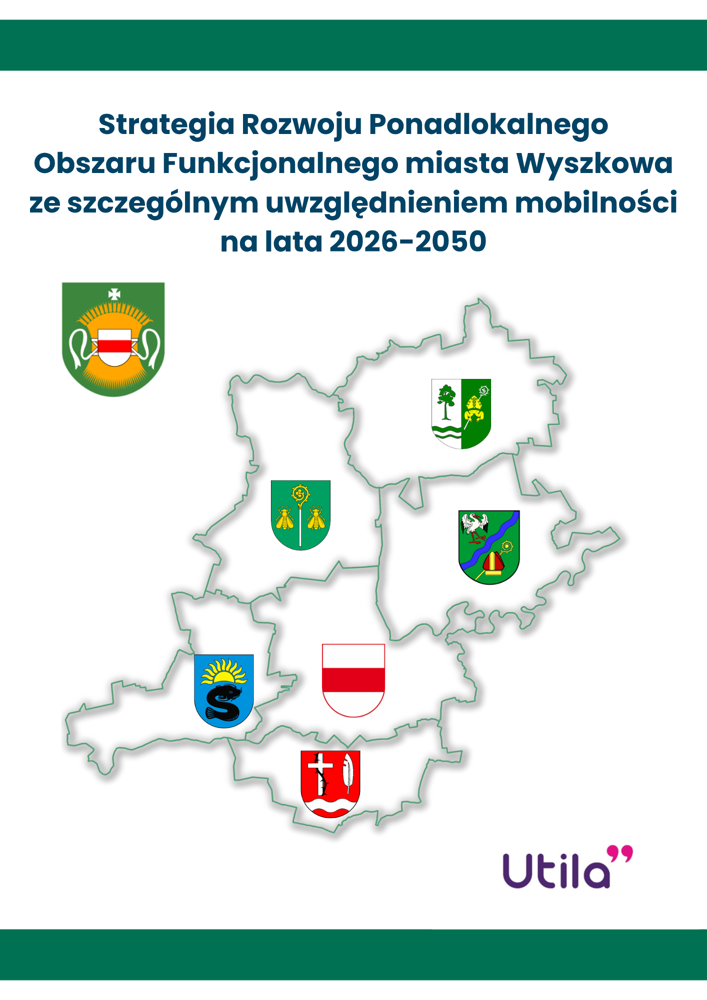 Strategia Rozwoju Ponadlokalnego
Obszaru Funkcjonalnego miasta Wyszkowa
ze szczególnym uwzględnieniem mobilności
na lata 2026-2050
Utila